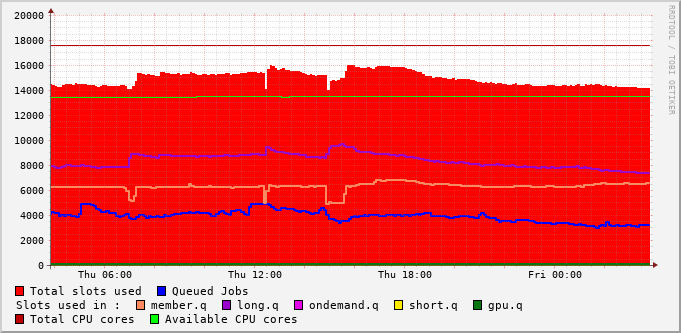 RRDTOOL / TOBI OETIKER
20000
18000
16000
14000
12000
10000
8000
6000
4000
2000
0
Thu 06:00 Thu 12:00 Thu 18:00 Fri 00:00
Total slots used Queued Jobs
Slots used in : member.q long.q ondemand.q short.q gpu.q
Total CPU cores Available CPU cores